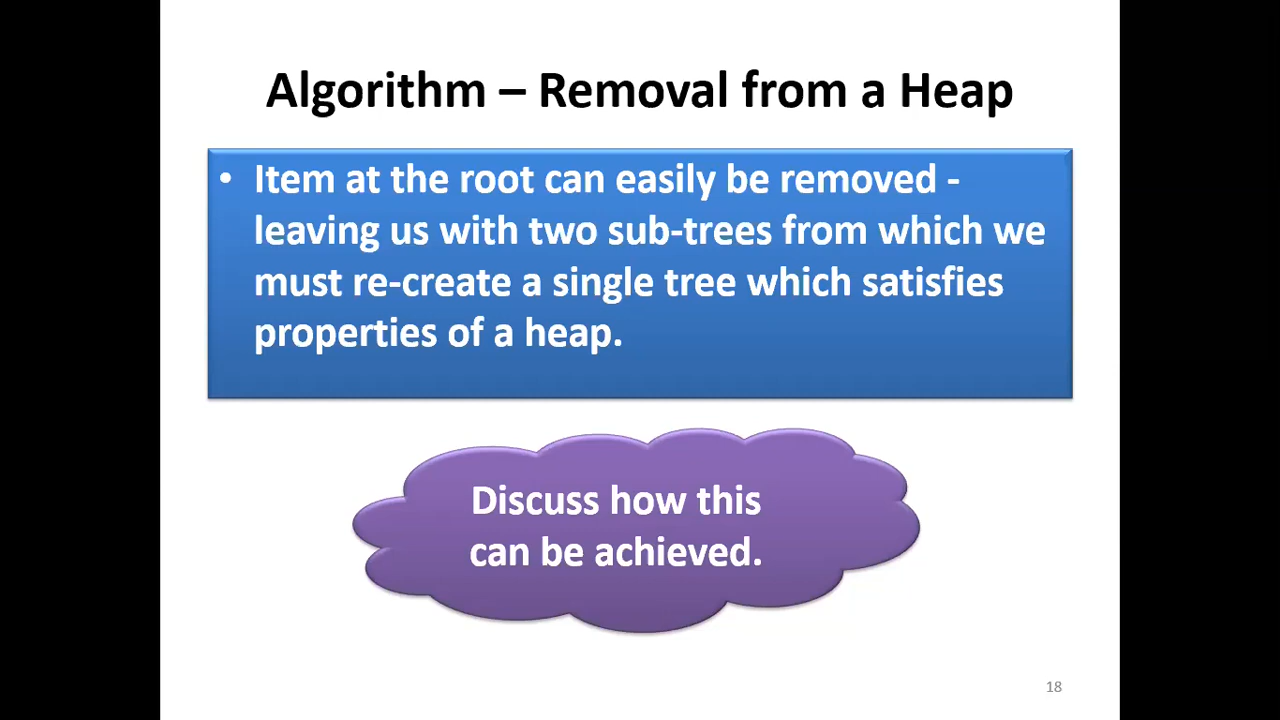 Algorithm – Removal from a Heap
• Item at the root can easily be removed -
leaving us with two sub-trees from which we
must re-create a single tree which satisfies
properties of a heap.
Discuss how this
can be achieved.
18